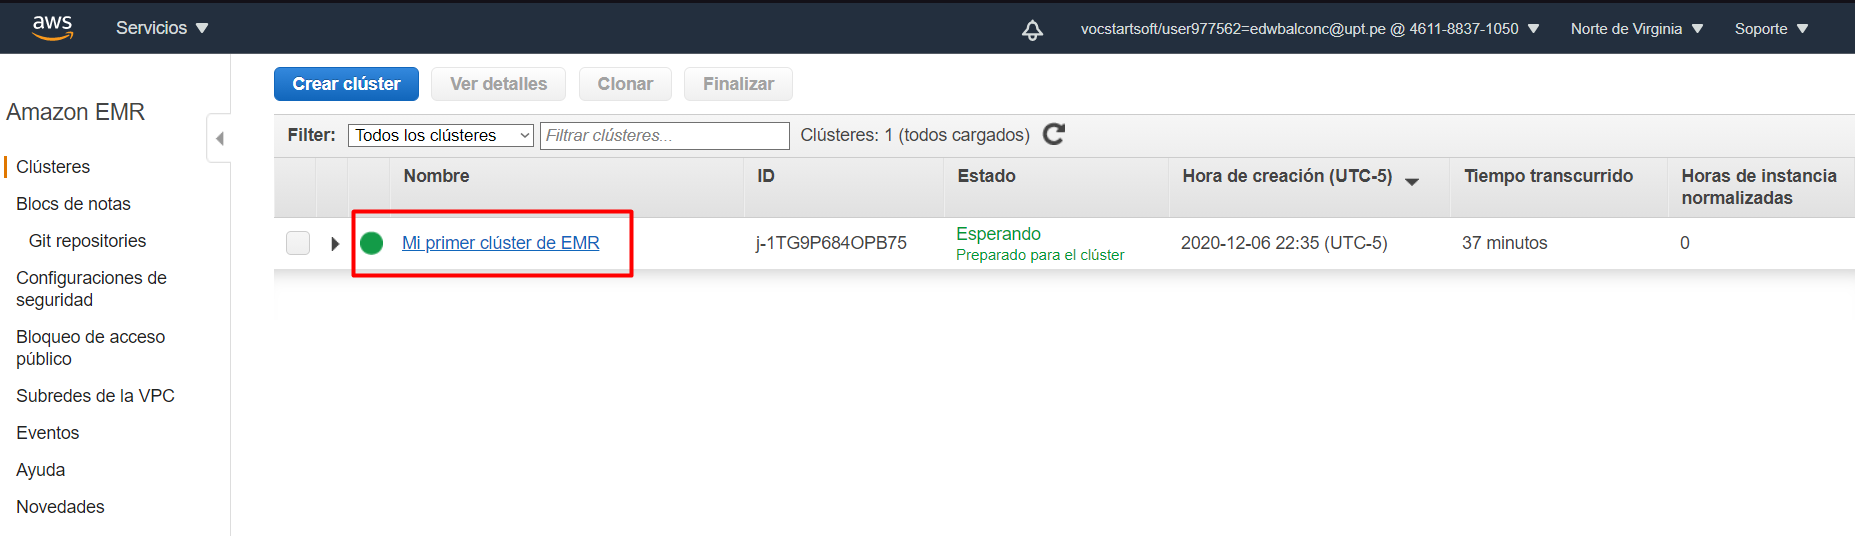 aws
Servicios
vocstartsoft/user977562=edwbalconc@upt.pe @ 4611-8837-1050
Norte de Virginia
Soporte
Amazon EMR
Clústeres
Blocs de notas
Git repositories
Configuraciones de
seguridad
Bloqueo de acceso
público
Subredes de la VPC
Eventos
Ayuda
Novedades
Crear clúster
Ver detalles
Clonar
Finalizar
Filter:
Todos los clústeres
Filtrar clústeres...
Clústeres: 1 (todos cargados)
Nombre
ID
Estado
Hora de creación (UTC-5)
Tiempo transcurrido
Horas de instancia
normalizadas
Mi primer clúster de EMR
j-1TG9P684OPB75
Esperando
Preparado para el clúster
2020-12-06 22:35 (UTC-5)
37 minutos
0